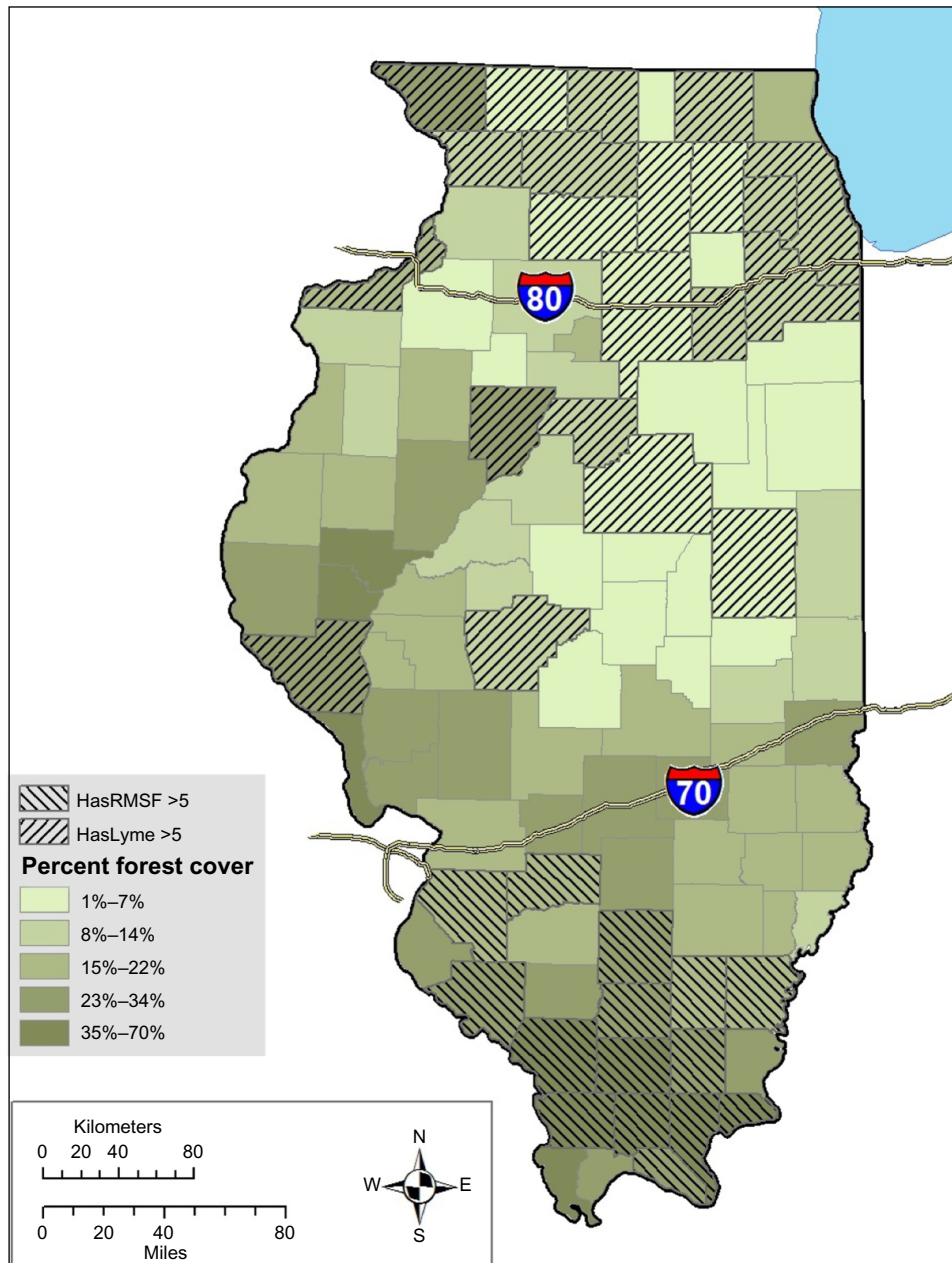 80
70
HasRMSF >5
HasLyme >5
Percent forest cover
1%–7%
8%–14%
15%–22%
23%–34%
35%–70%
Kilometers
0 20 40 80
0 20 40 80
Miles
N
W E
S